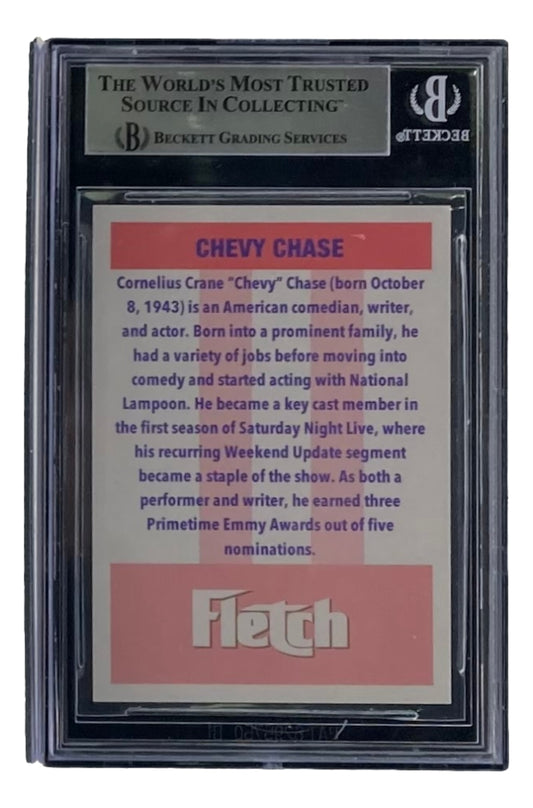 THE WORLD'S MOST TRUSTED
SOURCE IN COLLECTING™
B BECKETT GRADING SERVICES
B
BECKETT®
CHEVY CHASE
Cornelius Crane "Chevy" Chase (born October
8, 1943) is an American comedian, writer,
and actor. Born into a prominent family, he
had a variety of jobs before moving into
comedy and started acting with National
Lampoon. He became a key cast member in
the first season of Saturday Night Live, where
his recurring Weekend Update segment
became a staple of the show. As both a
performer and writer, he earned three
Primetime Emmy Awards out of five
nominations.
Fletch